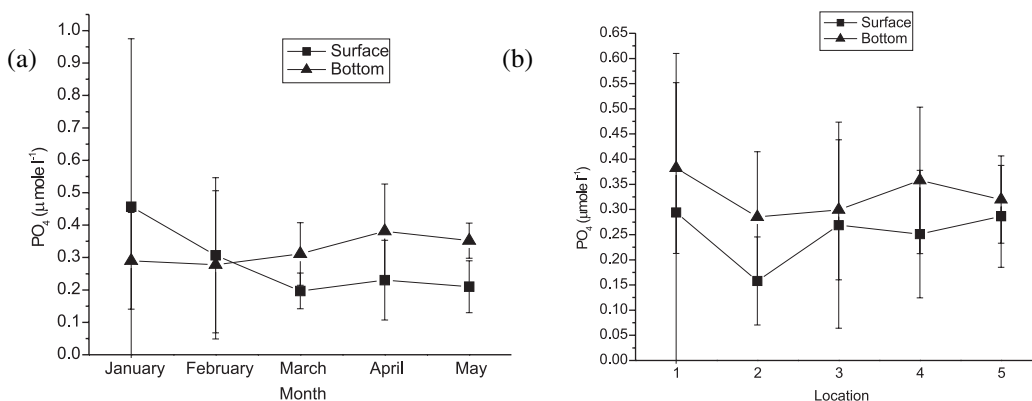 (a)
1.0
0.9
0.8
0.7
0.6
0.5
0.4
0.3
0.2
0.1
0.0
PO4 (μmole l-1)
Surface
Bottom
January February March April May
Month
(b)
0.65
0.60
0.55
0.50
0.45
0.40
0.35
0.30
0.25
0.20
0.15
0.10
0.05
0.00
PO4 (μmole l-1)
Surface
Bottom
1 2 3 4 5
Location